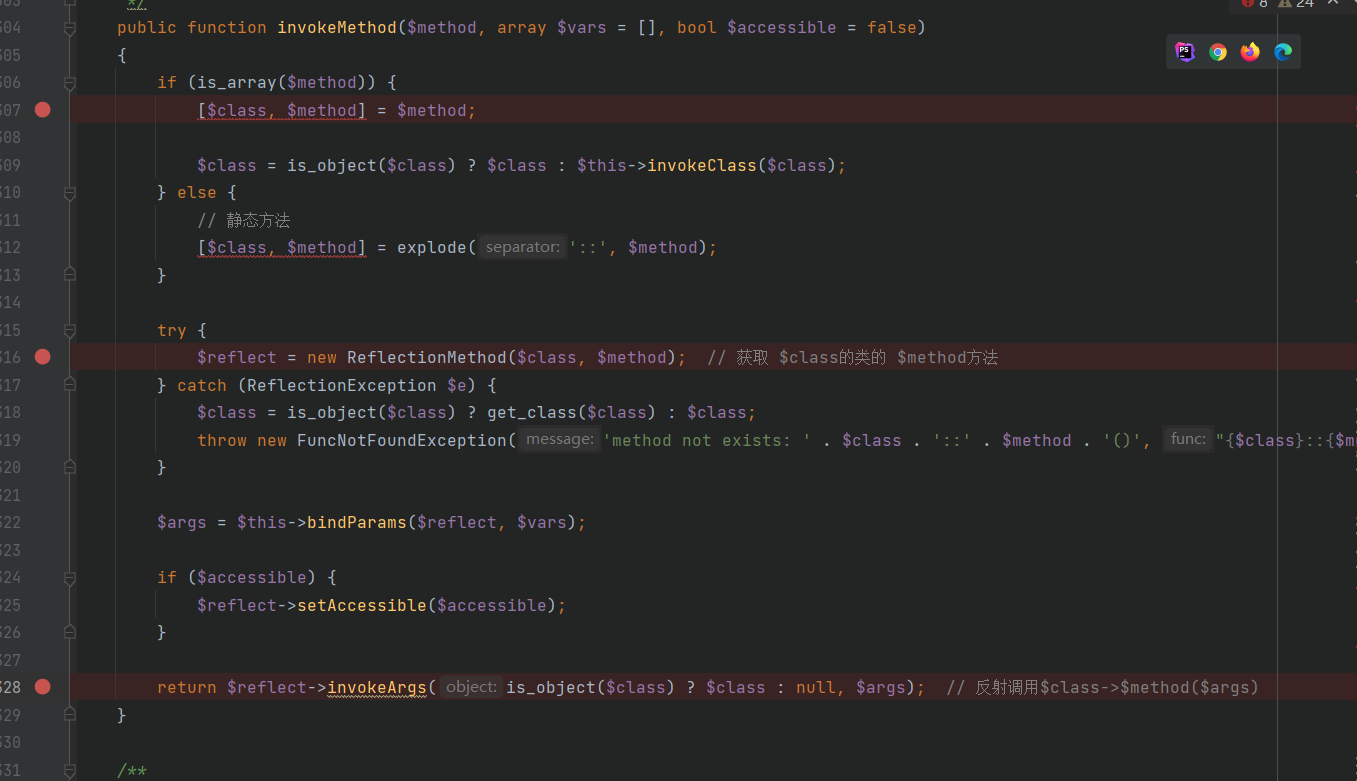 303 */
304 public function invokeMethod($method, array $vars = [], bool $accessible = false)
305 {
306 if (is_array($method)) {
307 [$class, $method] = $method;
308
309 $class = is_object($class) ? $class : $this->invokeClass($class);
310 } else {
311 // 静态方法
312 [$class, $method] = explode( separator: '::', $method);
313 }
314
315 try {
316 $reflect = new ReflectionMethod($class, $method); // 获取 $class的类的 $method方法
317 } catch (ReflectionException $e) {
318 $class = is_object($class) ? get_class($class) : $class;
319 throw new FuncNotFoundException( message: 'method not exists: ' . $class . '::' . $method . '()', func: "{$class}::{$m
320 }
321
322 $args = $this->bindParams($reflect, $vars);
323
324 if ($accessible) {
325 $reflect->setAccessible($accessible);
326 }
327
328 return $reflect->invokeArgs( object: is_object($class) ? $class : null, $args); // 反射调用$class->$method($args)
329 }
330
331 /**
8 24
PS